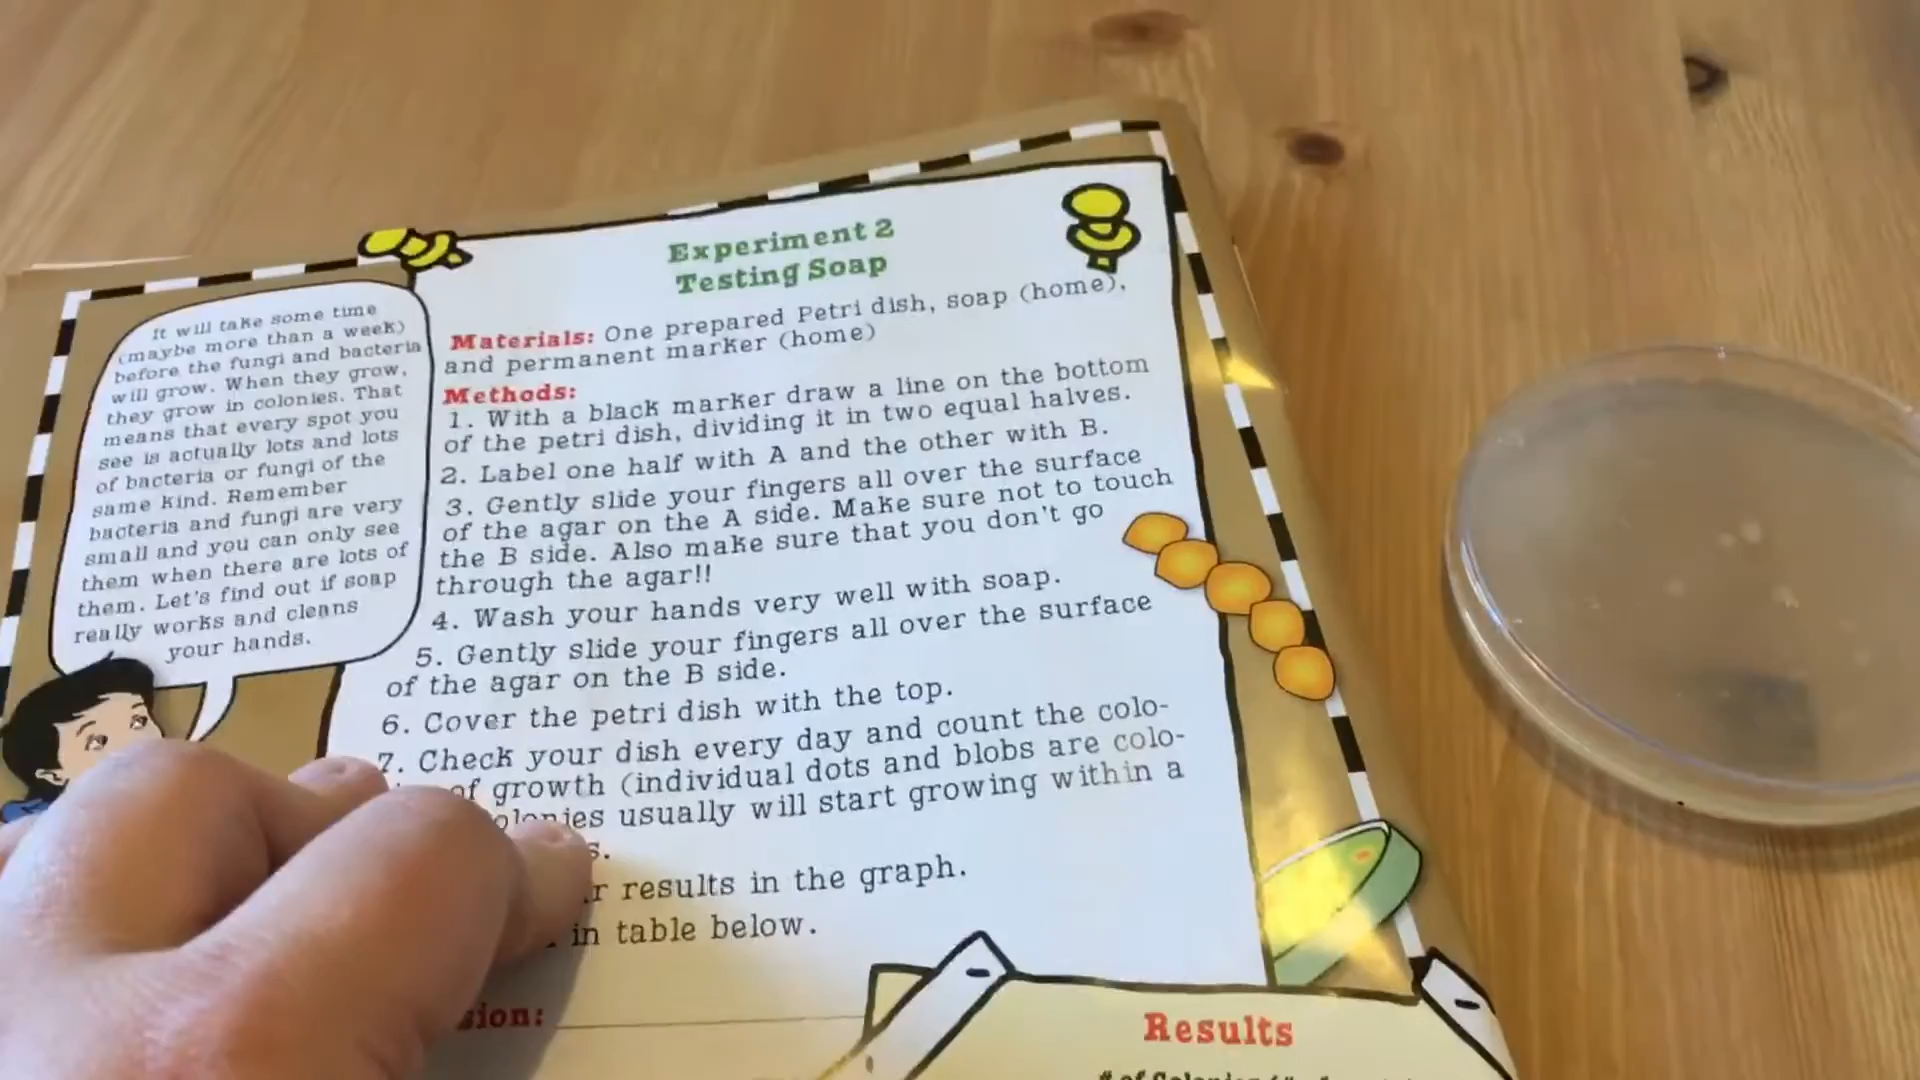 It will take some time
(maybe more than a week)
before the fungi and bacteria
will grow. When they grow,
they grow in colonies. That
means that every spot you
see is actually lots and lots
of bacteria or fungi of the
same kind. Remember
bacteria and fungi are very
small and you can only see
them when there are lots of
them. Let's find out if soap
really works and cleans
your hands.
Experiment 2
Testing Soap
Materials: One prepared Petri dish, soap (home),
and permanent marker (home)
Methods:
1. With a black marker draw a line on the bottom
of the petri dish, dividing it in two equal halves.
2. Label one half with A and the other with B.
3. Gently slide your fingers all over the surface
of the agar on the A side. Make sure not to touch
the B side. Also make sure that you don't go
through the agar!!
4. Wash your hands very well with soap.
5. Gently slide your fingers all over the surface
of the agar on the B side.
6. Cover the petri dish with the top.
7. Check your dish every day and count the colo-
of growth (individual dots and blobs are colo-
usually will start growing within a
results in the graph.
in table below.
Results